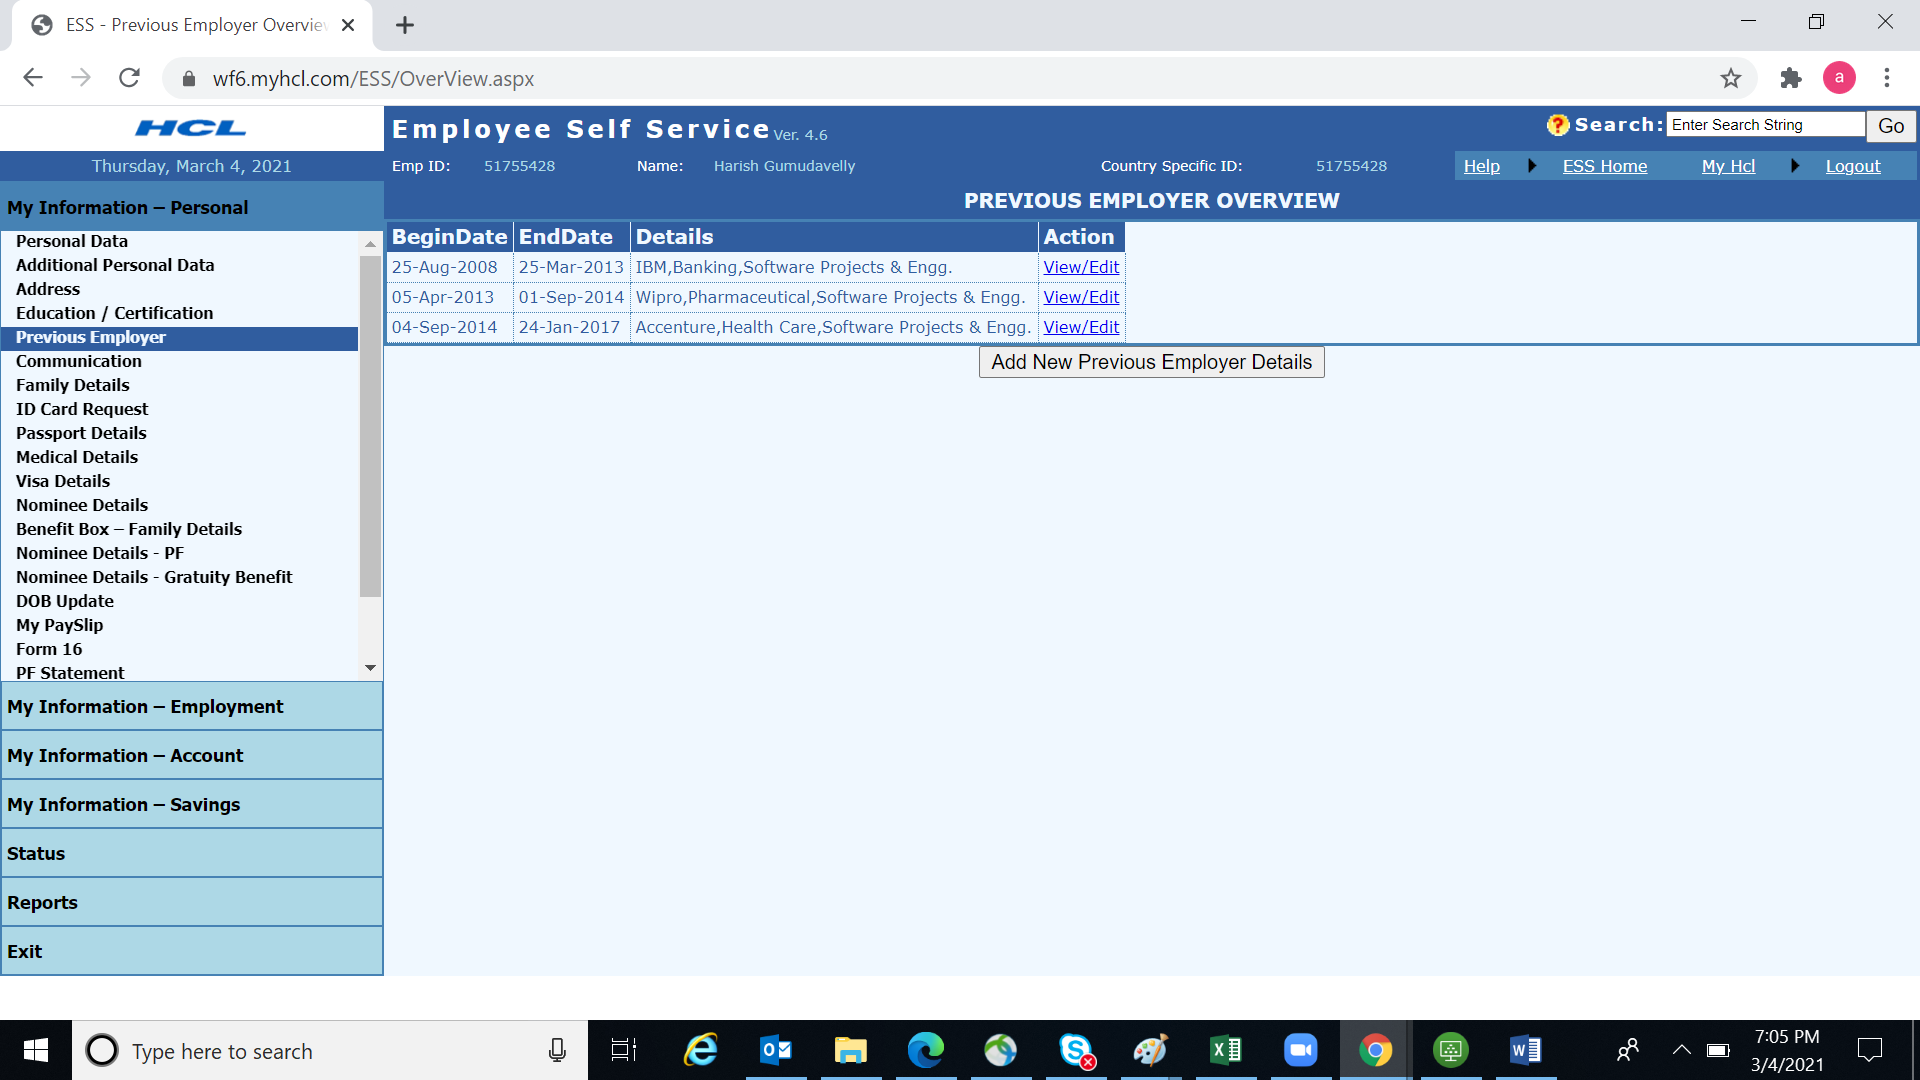 ESS - Previous Employer Overvie
wf6.myhcl.com/ESS/OverView.aspx
a
HCL
Thursday, March 4, 2021
Employee Self Service Ver. 4.6
Search: Enter Search String Go
Emp ID: 51755428 Name: Harish Gumudavelly Country Specific ID: 51755428
Help ESS Home My Hcl Logout
PREVIOUS EMPLOYER OVERVIEW
My Information – Personal
Personal Data
Additional Personal Data
Address
Education / Certification
Previous Employer
Communication
Family Details
ID Card Request
Passport Details
Medical Details
Visa Details
Nominee Details
Benefit Box – Family Details
Nominee Details - PF
Nominee Details - Gratuity Benefit
DOB Update
My PaySlip
Form 16
PF Statement
My Information – Employment
My Information – Account
My Information – Savings
Status
Reports
Exit
BeginDate EndDate Details Action
25-Aug-2008 25-Mar-2013 IBM,Banking,Software Projects & Engg. View/Edit
05-Apr-2013 01-Sep-2014 Wipro,Pharmaceutical,Software Projects & Engg. View/Edit
04-Sep-2014 24-Jan-2017 Accenture,Health Care,Software Projects & Engg. View/Edit
Add New Previous Employer Details
Type here to search
7:05 PM
3/4/2021